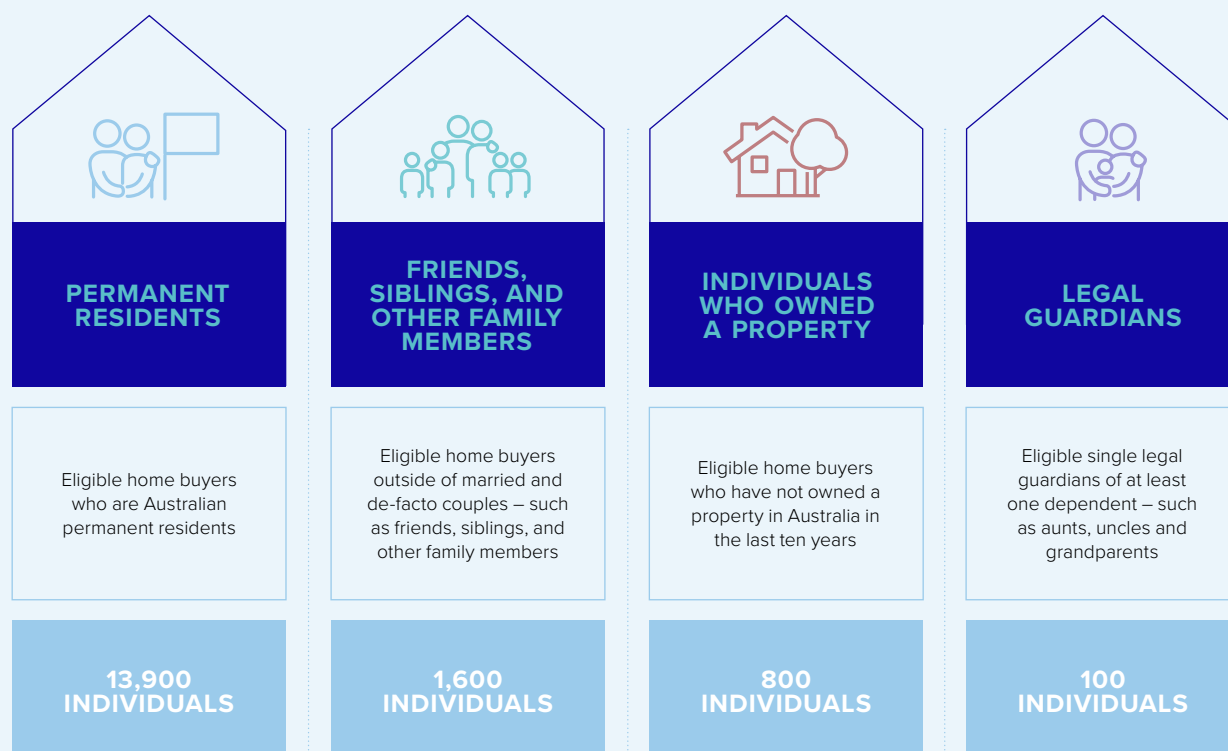 PERMANENT
RESIDENTS
FRIENDS,
SIBLINGS, AND
OTHER FAMILY
MEMBERS
INDIVIDUALS
WHO OWNED
A PROPERTY
LEGAL
GUARDIANS
Eligible home buyers
who are Australian
permanent residents
Eligible home buyers
outside of married and
de-facto couples – such
as friends, siblings, and
other family members
Eligible home buyers
who have not owned a
property in Australia in
the last ten years
Eligible single legal
guardians of at least
one dependent – such
as aunts, uncles and
grandparents
13,900
INDIVIDUALS
1,600
INDIVIDUALS
800
INDIVIDUALS
100
INDIVIDUALS